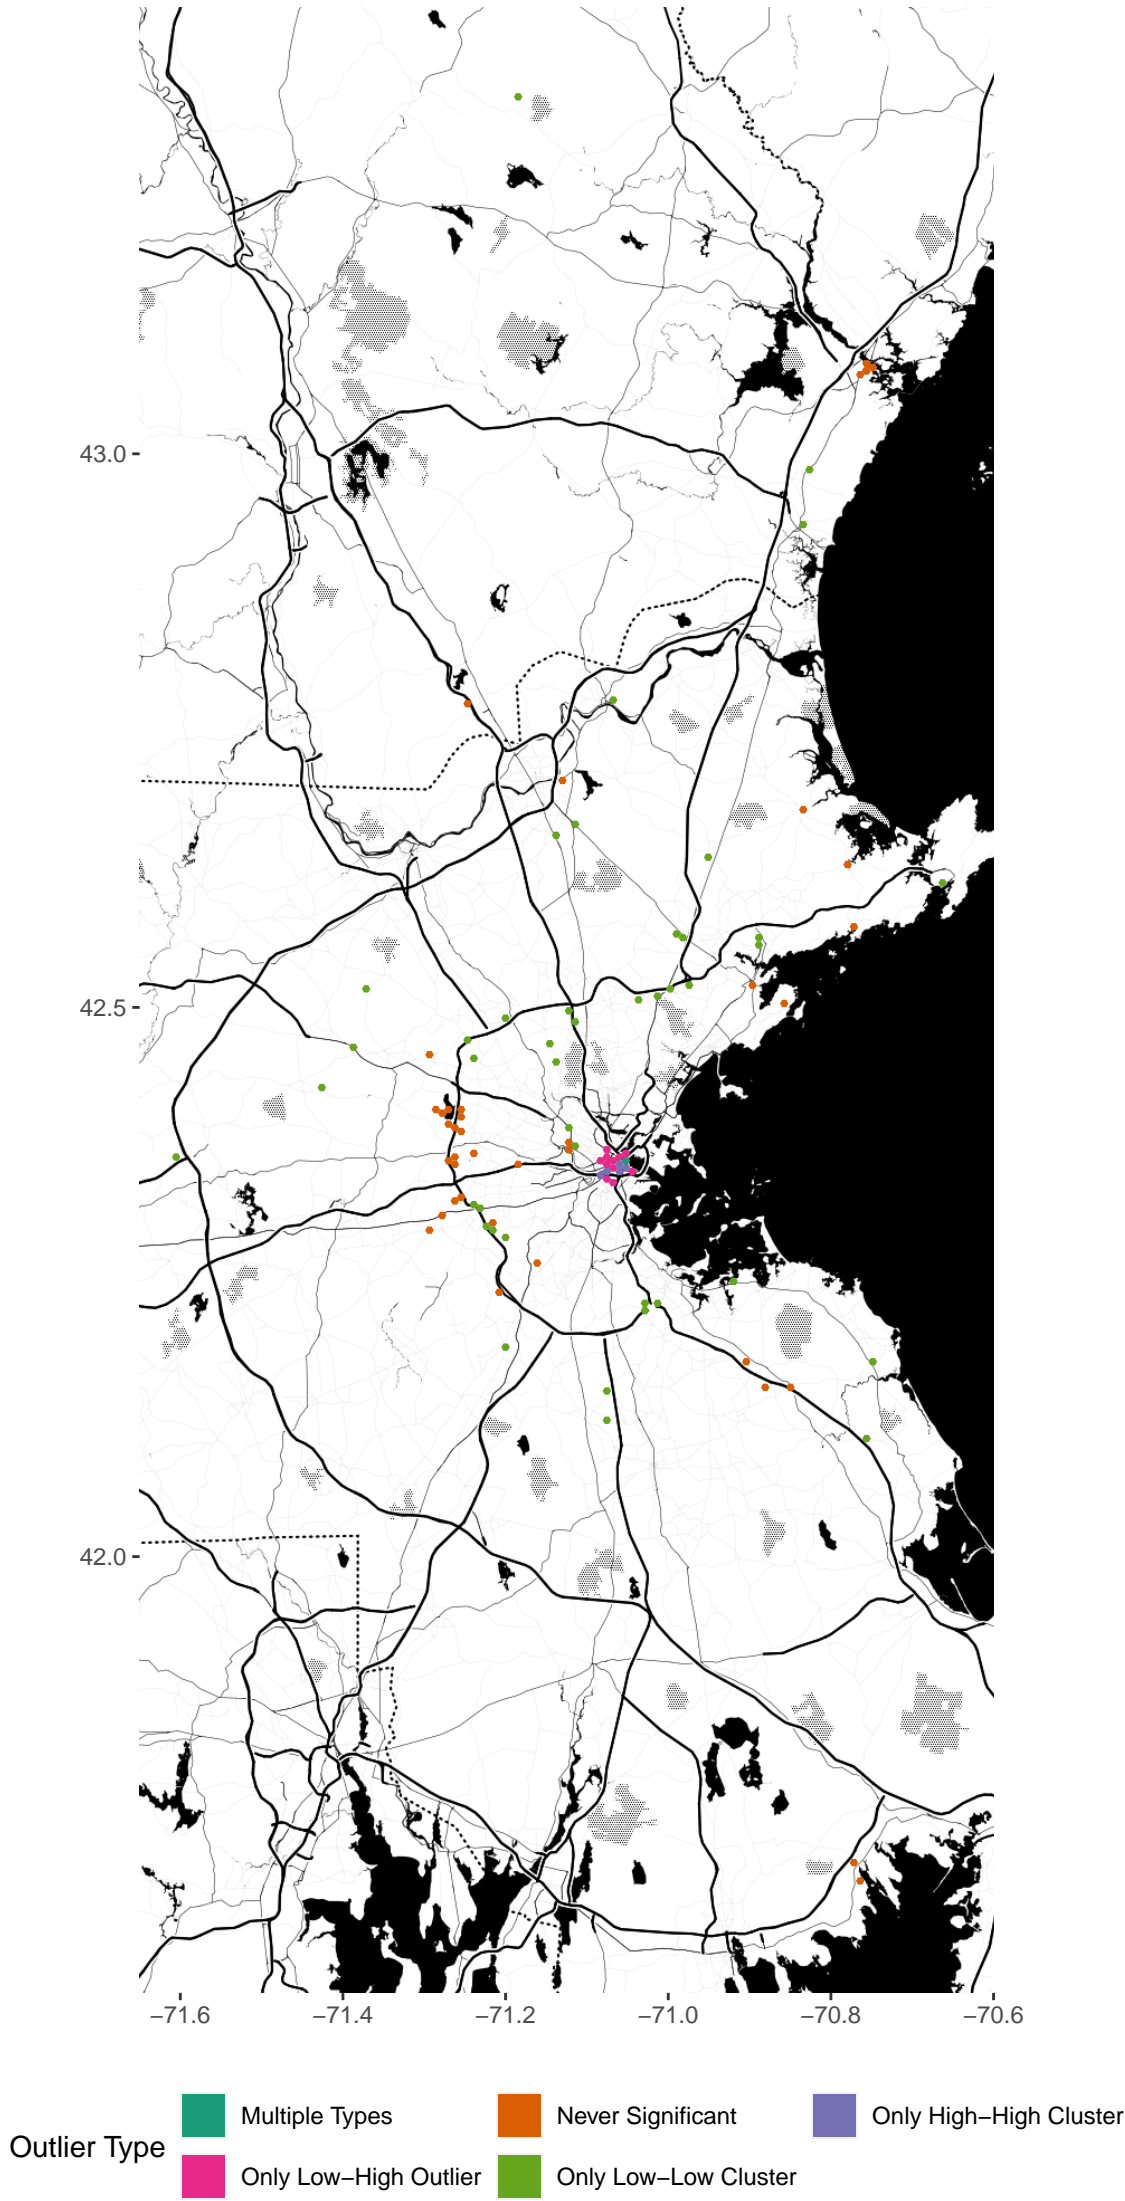 43.0
42.5
42.0
−71.6 −71.4 −71.2 −71.0 −70.8 −70.6
Outlier Type
Multiple Types Never Significant Only High−High Cluster
Only Low−High Outlier Only Low−Low Cluster